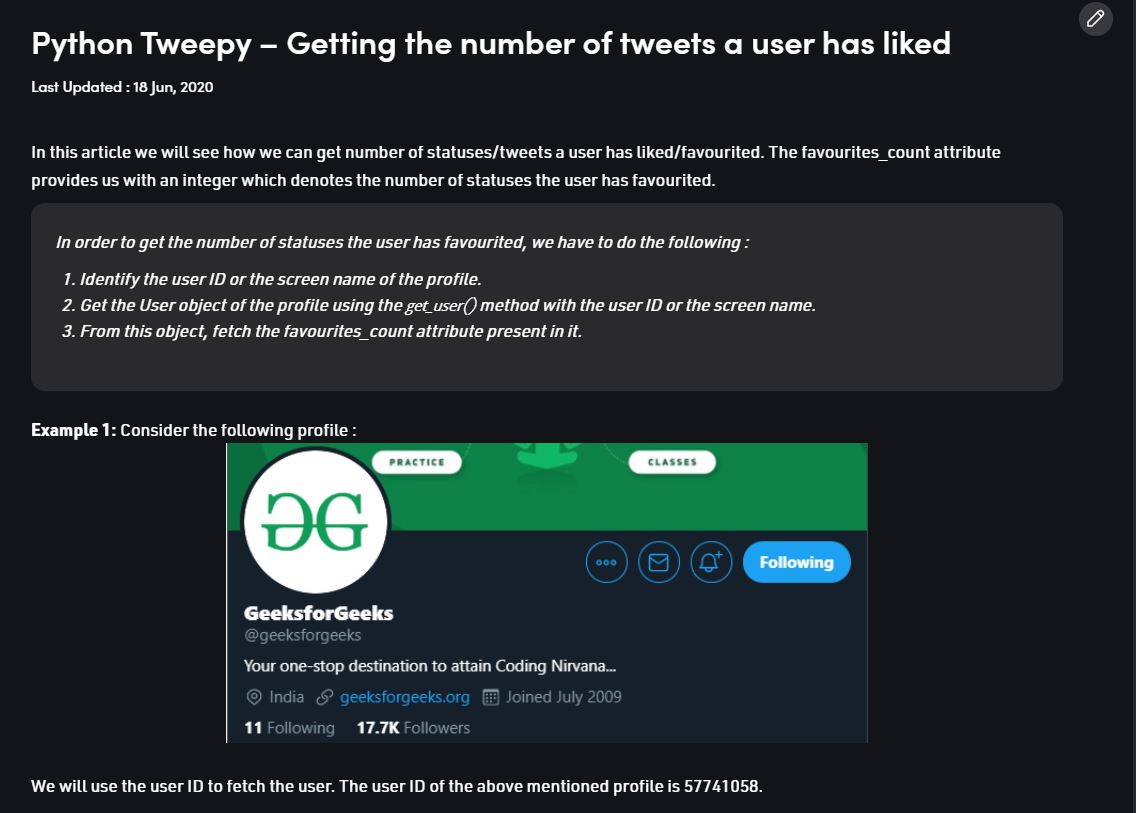 Python Tweepy – Getting the number of tweets a user has liked
Last Updated : 18 Jun, 2020
In this article we will see how we can get number of statuses/tweets a user has liked/favourited. The favourites_count attribute
provides us with an integer which denotes the number of statuses the user has favourited.
In order to get the number of statuses the user has favourited, we have to do the following :
1. Identify the user ID or the screen name of the profile.
2. Get the User object of the profile using the get_user() method with the user ID or the screen name.
3. From this object, fetch the favourites_count attribute present in it.
Example 1: Consider the following profile :
PRACTICE CLASSES
Following
GeeksforGeeks
@geeksforgeeks
Your one-stop destination to attain Coding Nirvana...
India geeksforgeeks.org Joined July 2009
11 Following 17.7K Followers
We will use the user ID to fetch the user. The user ID of the above mentioned profile is 57741058.